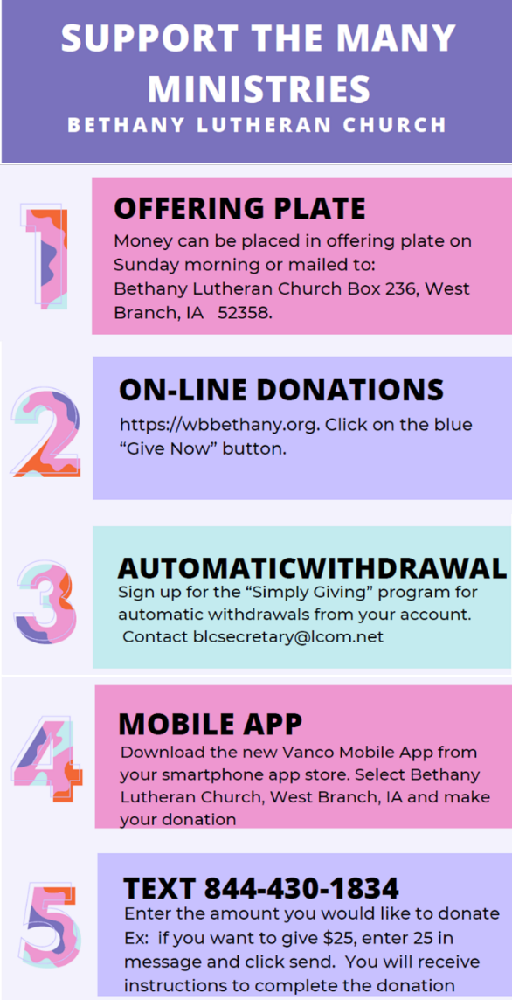 SUPPORT THE MANY
MINISTRIES
BETHANY LUTHERAN CHURCH
1
OFFERING PLATE
Money can be placed in offering plate on
Sunday morning or mailed to:
Bethany Lutheran Church Box 236, West
Branch, IA   52358.
2
ON-LINE DONATIONS
https://wbbethany.org. Click on the blue
“Give Now” button.
3
AUTOMATICWITHDRAWAL
Sign up for the “Simply Giving” program for
automatic withdrawals from your account.
Contact blcsecretary@lcom.net
4
MOBILE APP
Download the new Vanco Mobile App from
your smartphone app store. Select Bethany
Lutheran Church, West Branch, IA and make
your donation
5
TEXT 844-430-1834
Enter the amount you would like to donate
Ex:  if you want to give $25, enter 25 in
message and click send.  You will receive
instructions to complete the donation